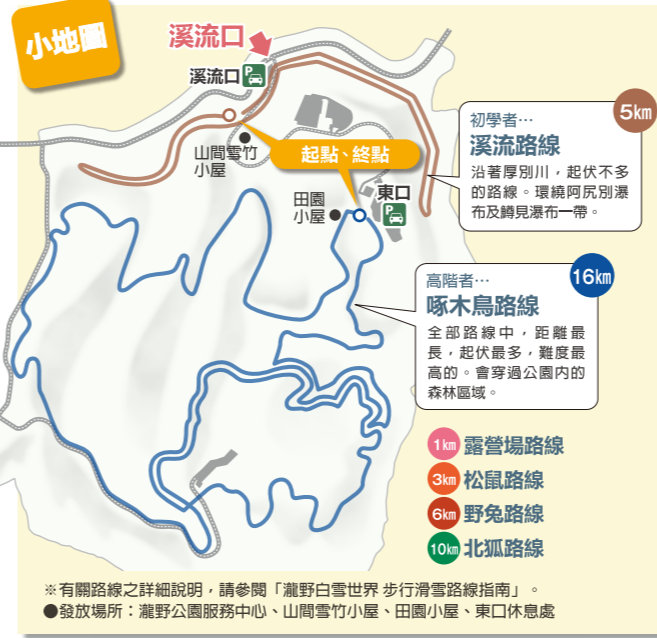 小地圖
溪流口
溪流口
山間雪竹
小屋
起點、終點
田園
小屋
東口
5km
初學者…
溪流路線
沿著厚別川，起伏不多
的路線。環繞阿尻別瀑
布及鱒見瀑布一帶。
16km
高階者…
啄木鳥路線
全部路線中，距離最
長，起伏最多，難度最
高的。會穿過公園內的
森林區域。
1km 露營場路線
3km 松鼠路線
6km 野兔路線
10km 北狐路線
※有關路線之詳細說明，請參閱「瀧野白雪世界 步行滑雪路線指南」。
●發放場所：瀧野公園服務中心、山間雪竹小屋、田園小屋、東口休息處